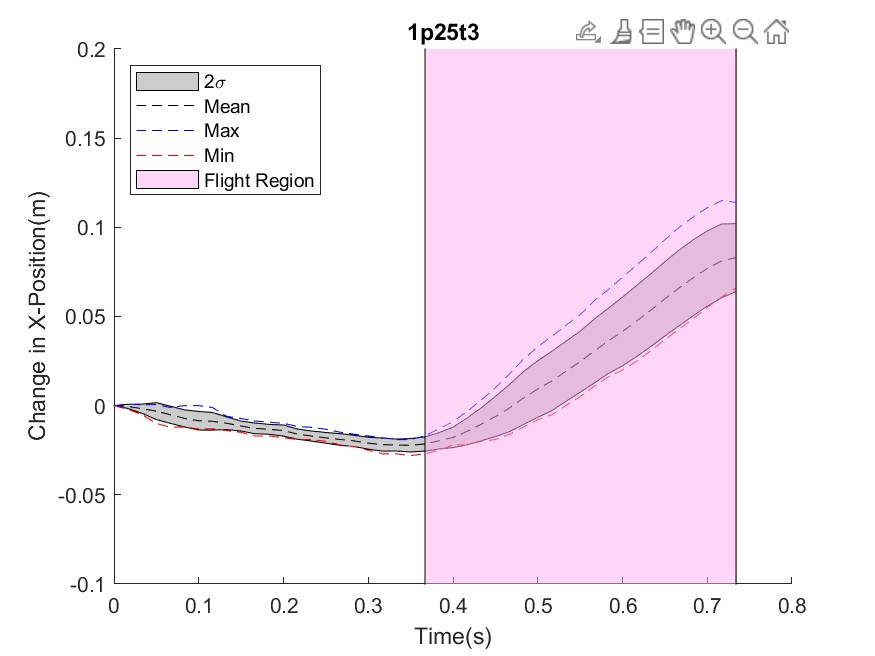 1p25t3
0.2
0.15
0.1
0.05
0
-0.05
-0.1
Change in X-Position(m)
2σ
Mean
Max
Min
Flight Region
0 0.1 0.2 0.3 0.4 0.5 0.6 0.7 0.8
Time(s)